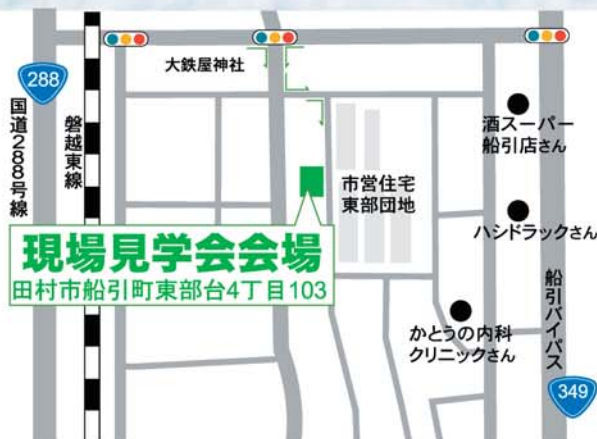 大鉄屋神社
288
国道288号線
磐越東線
酒スーパー
船引店さん
市営住宅
東部団地
ハシドラックさん
現場見学会会場
田村市船引町東部台4丁目103
船引バイパス
かとうの内科
クリニックさん
349